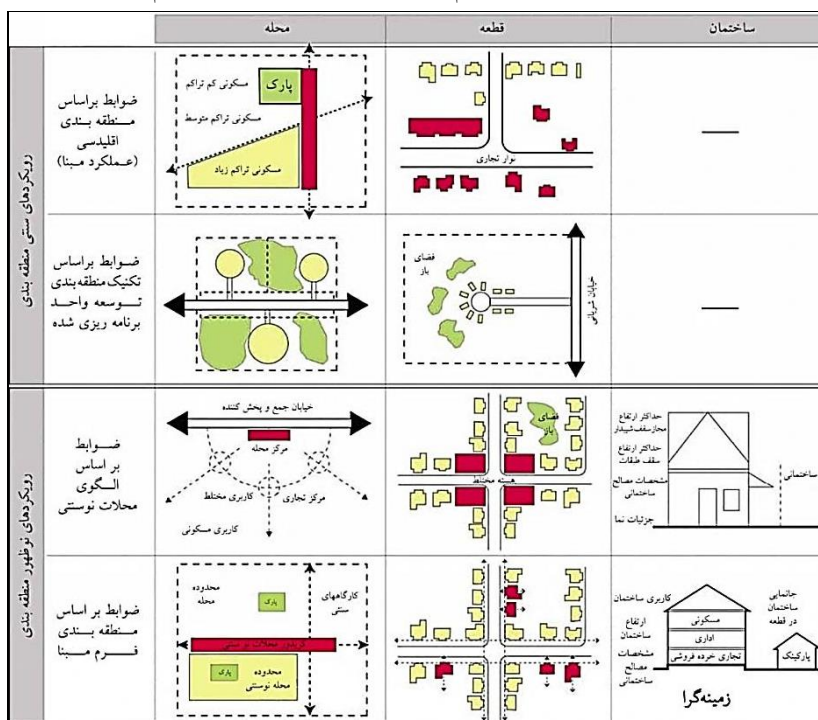 محله
قطعه
ساختمان
رویکردهای سنتی منطقه بندی
ضوابط براساس
منطقه بندی
اقلیدسی
(عملکرد مبنا)
مسکونی کم تراکم
پارک
مسکونی تراکم متوسط
مسکونی تراکم زیاد
نوار تجاری
ضوابط براساس
تکنیک منطقه‌بندی
توسعه واحد
برنامه ریزی شده
فضای
باز
خیابان شریانی
رویکردهای نوظهور منطقه بندی
ضوابط
بر اساس
الگوی
محلات نوسنتی
خیابان جمع و پخش کننده
مرکز محله
مرکز تجاری
کاربری مختلط
کاربری مسکونی
فضای
باز
هسته مختلط
حداکثر ارتفاع
مجاز سقف شیبدار
حداکثر ارتفاع
سقف طبقات
مشخصات مصالح
ساختمانی
جزئیات نما
ساختمانی
ضوابط بر اساس
منطقه بندی
فرم مبنا
محدوده
محله
کارگاههای
سنتی
پارک
کریدور محلات نوسنتی
پارک
محدوده
محله نوسنتی
کاربری ساختمان
ارتفاع
ساختمان
مشخصات
مصالح
ساختمانی
مسکونی
اداری
تجاری خرده فروشی
جانمایی
ساختمان
در قطعه
پارکینگ
زمینه‌گرا